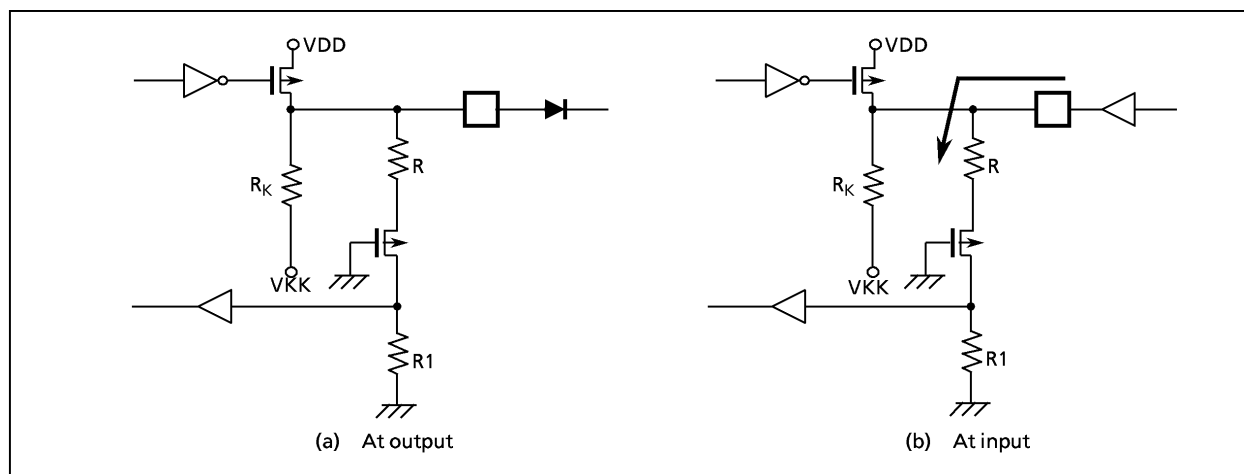 VDD
R
RK
VKK
R1
(a) At output
VDD
R
RK
VKK
R1
(b) At input